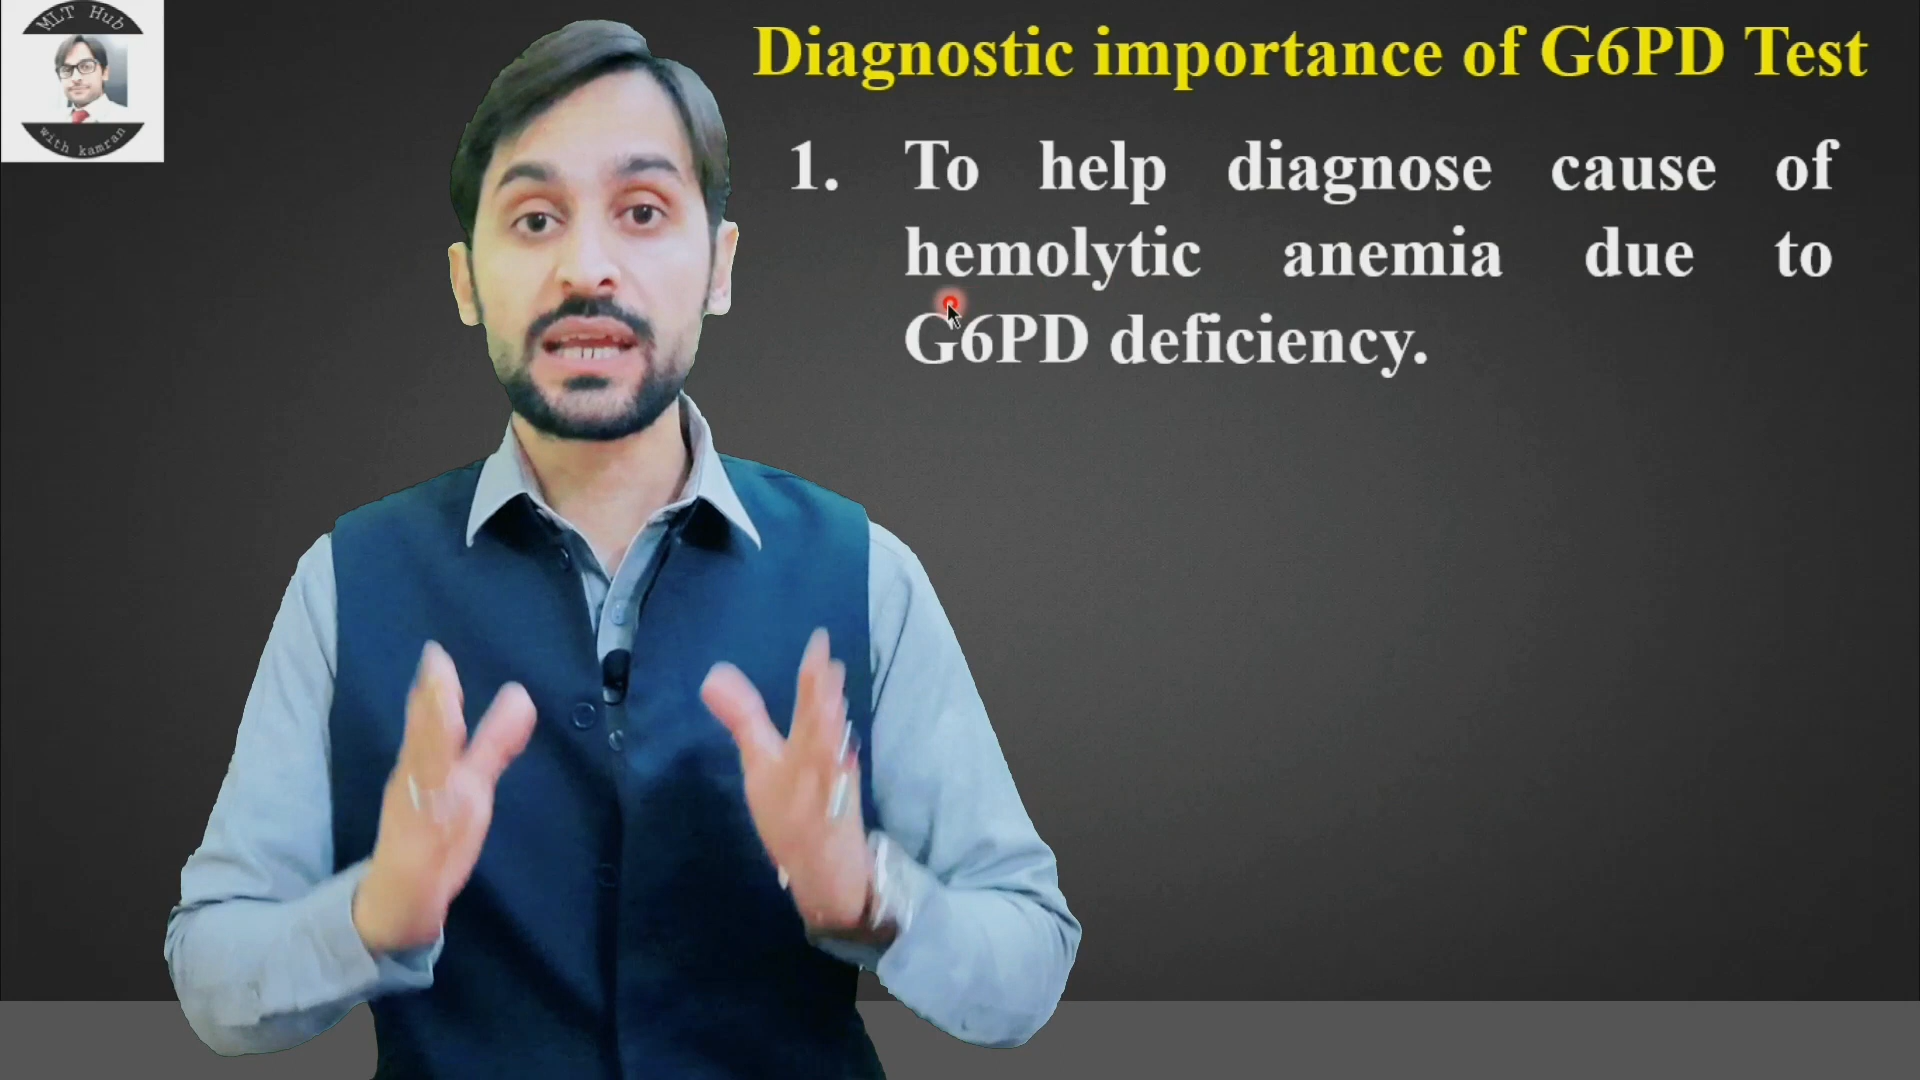 MLT Hub
with kamran
Diagnostic importance of G6PD Test
1. To help diagnose cause of
hemolytic anemia due to
G6PD deficiency.